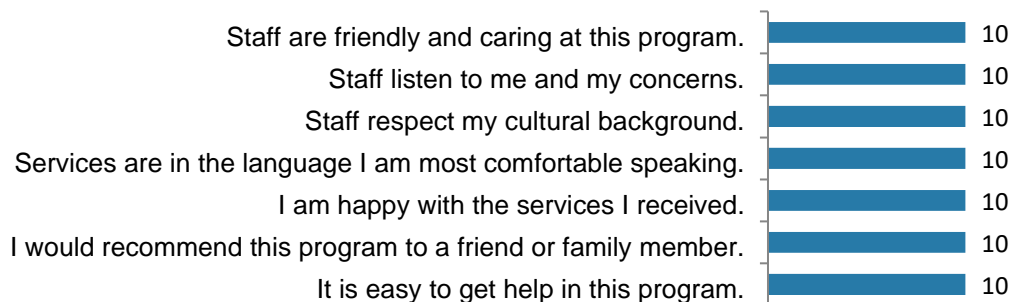 Staff are friendly and caring at this program. 10
Staff listen to me and my concerns. 10
Staff respect my cultural background. 10
Services are in the language I am most comfortable speaking. 10
I am happy with the services I received. 10
I would recommend this program to a friend or family member. 10
It is easy to get help in this program. 10